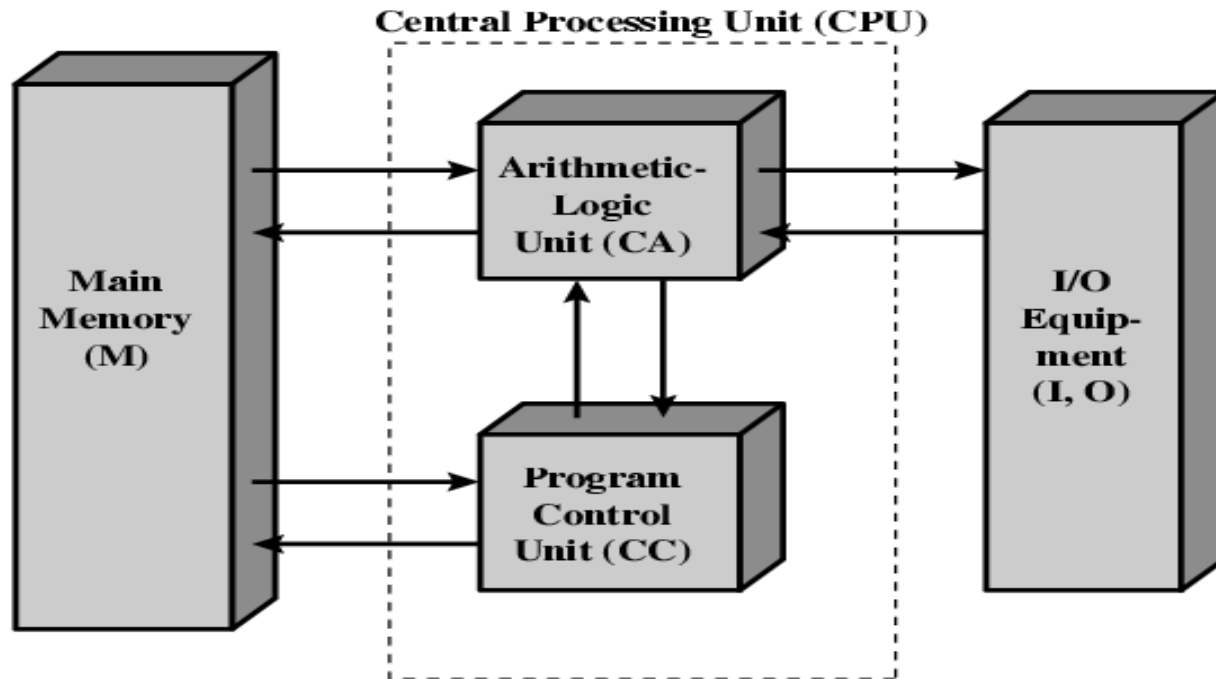 Central Processing Unit (CPU)
Main
Memory
(M)
Arithmetic-
Logic
Unit (CA)
Program
Control
Unit (CC)
I/O
Equip-
ment
(I, O)